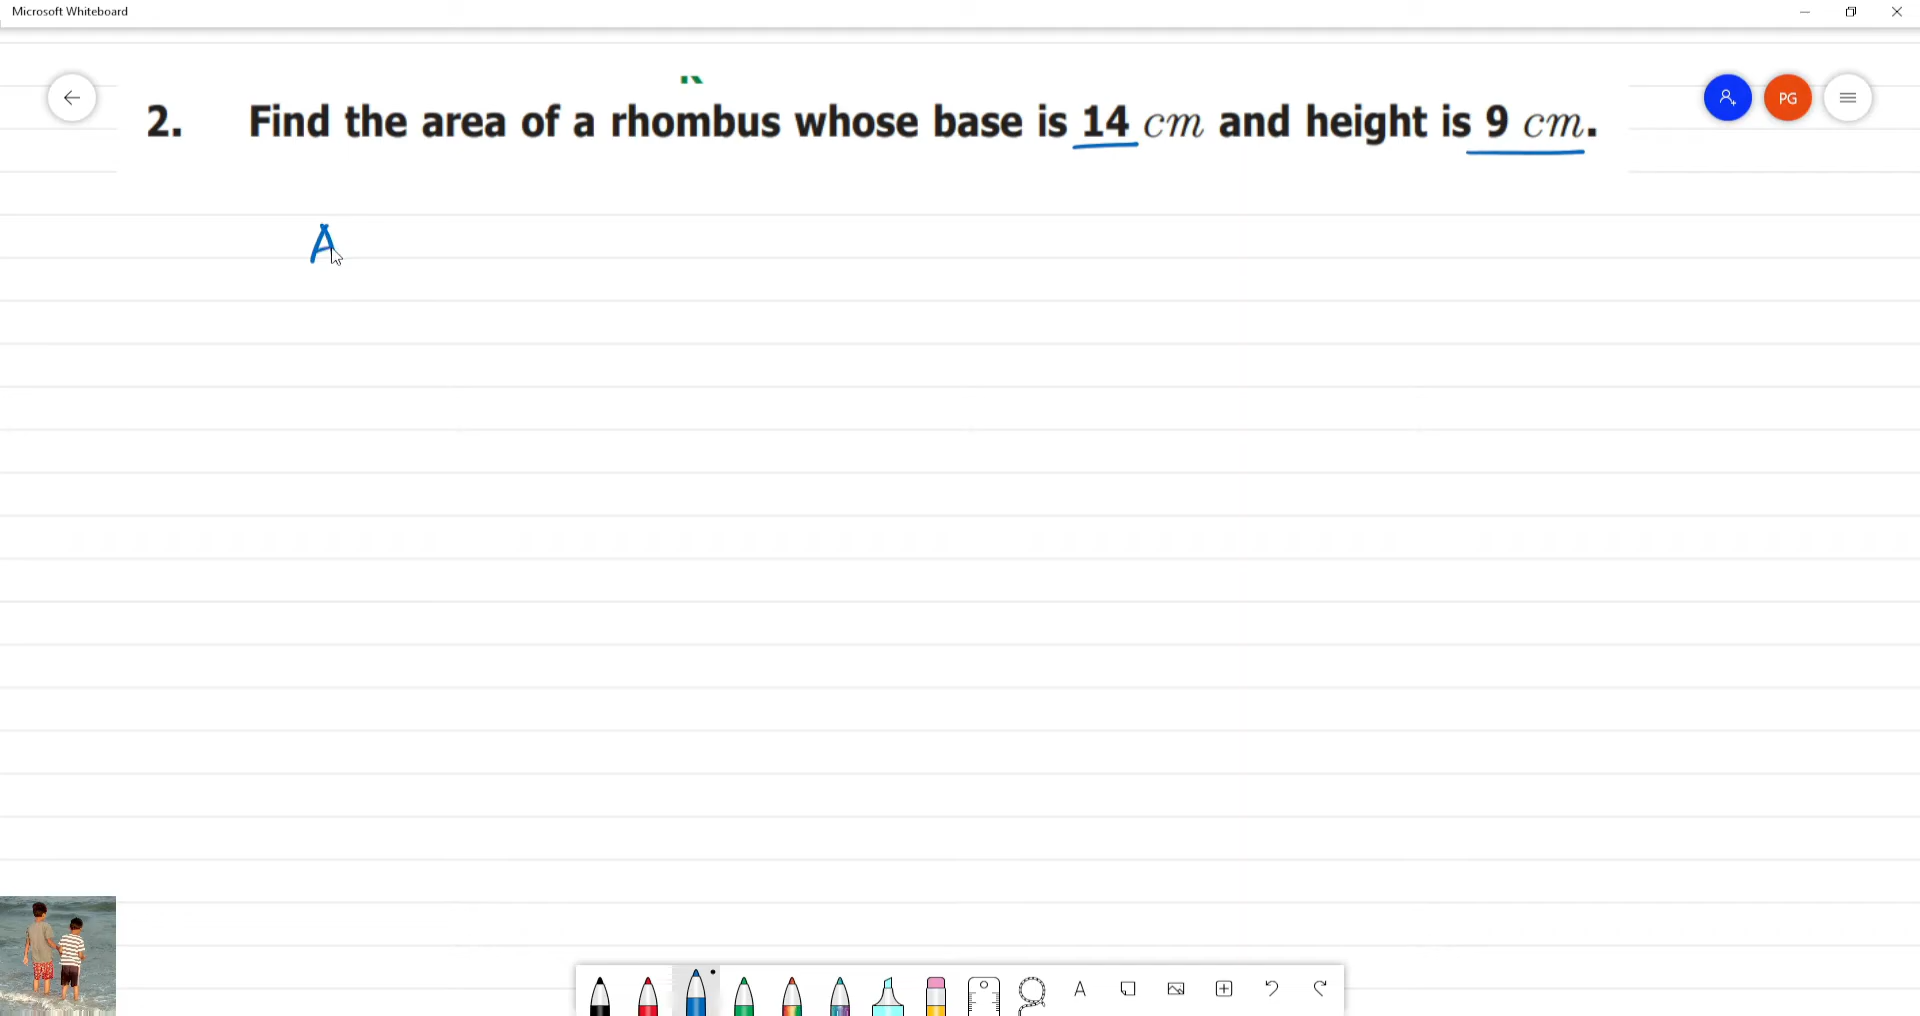 Microsoft Whiteboard
PG
2. Find the area of a rhombus whose base is 14 cm and height is 9 cm.
A
A